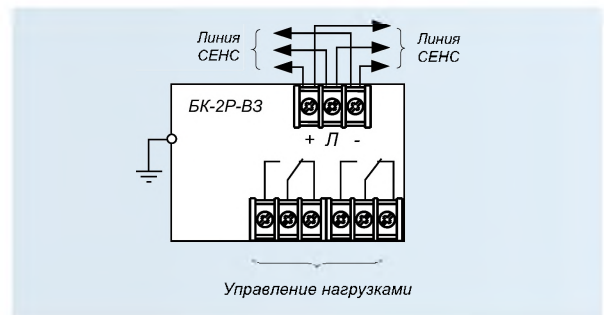 Линия
СЕНС
Линия
СЕНС
БК-2Р-ВЗ
+ Л -
Управление нагрузками